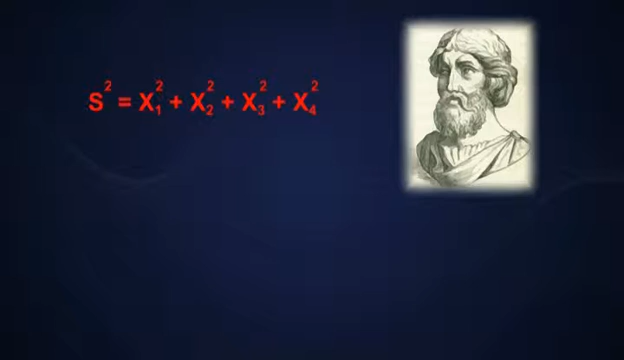 S² = X₁² + X₂² + X₃² + X₄²